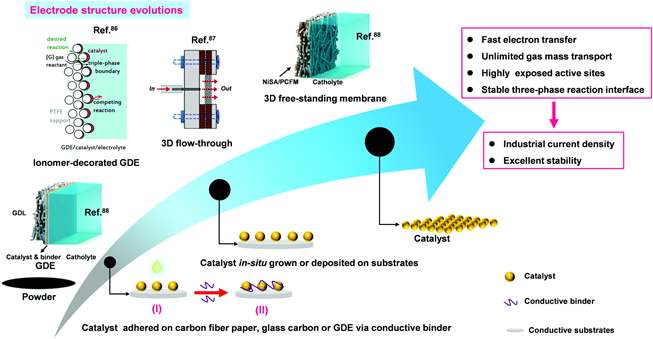 Electrode structure evolutions
Ref.86
desired
reaction
catalyst
[G] gas
reactant
triple-phase
boundary
competing
reaction
PTFE
support
GDE/catalyst/electrolyte
Ionomer-decorated GDE
Ref.87
In
Out
3D flow-through
Ref.88
NiSA/PCFM
Catholyte
3D free-standing membrane
Fast electron transfer
Unlimited gas mass transport
Highly exposed active sites
Stable three-phase reaction interface
Industrial current density
Excellent stability
GDL
Ref.88
Catalyst & binder
Catholyte
GDE
Powder
Catalyst
Catalyst in-situ grown or deposited on substrates
(I)
(II)
Catalyst adhered on carbon fiber paper, glass carbon or GDE via conductive binder
Catalyst
Conductive binder
Conductive substrates